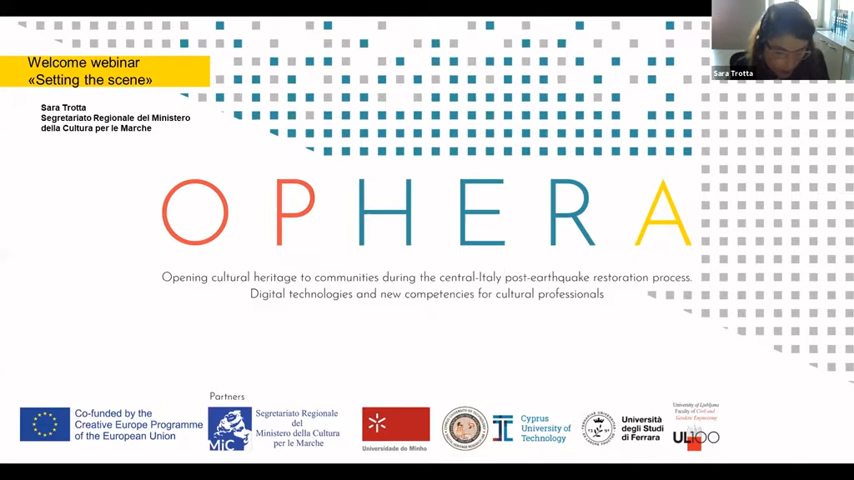 Welcome webinar
«Setting the scene»
Sara Trotta
Sara Trotta
Segretariato Regionale del Ministero
della Cultura per le Marche
OPHERA
Opening cultural heritage to communities during the central-Italy post-earthquake restoration process.
Digital technologies and new competencies for cultural professionals
Partners
Co-funded by the
Creative Europe Programme
of the European Union
MiC
Segretariato Regionale
del
Ministero della Cultura
per le Marche
Universidade do Minho
Cyprus
University of
Technology
Università
degli Studi
di Ferrara
University of Ljubljana
Faculty of Civil and
Geodetic Engineering
UL100